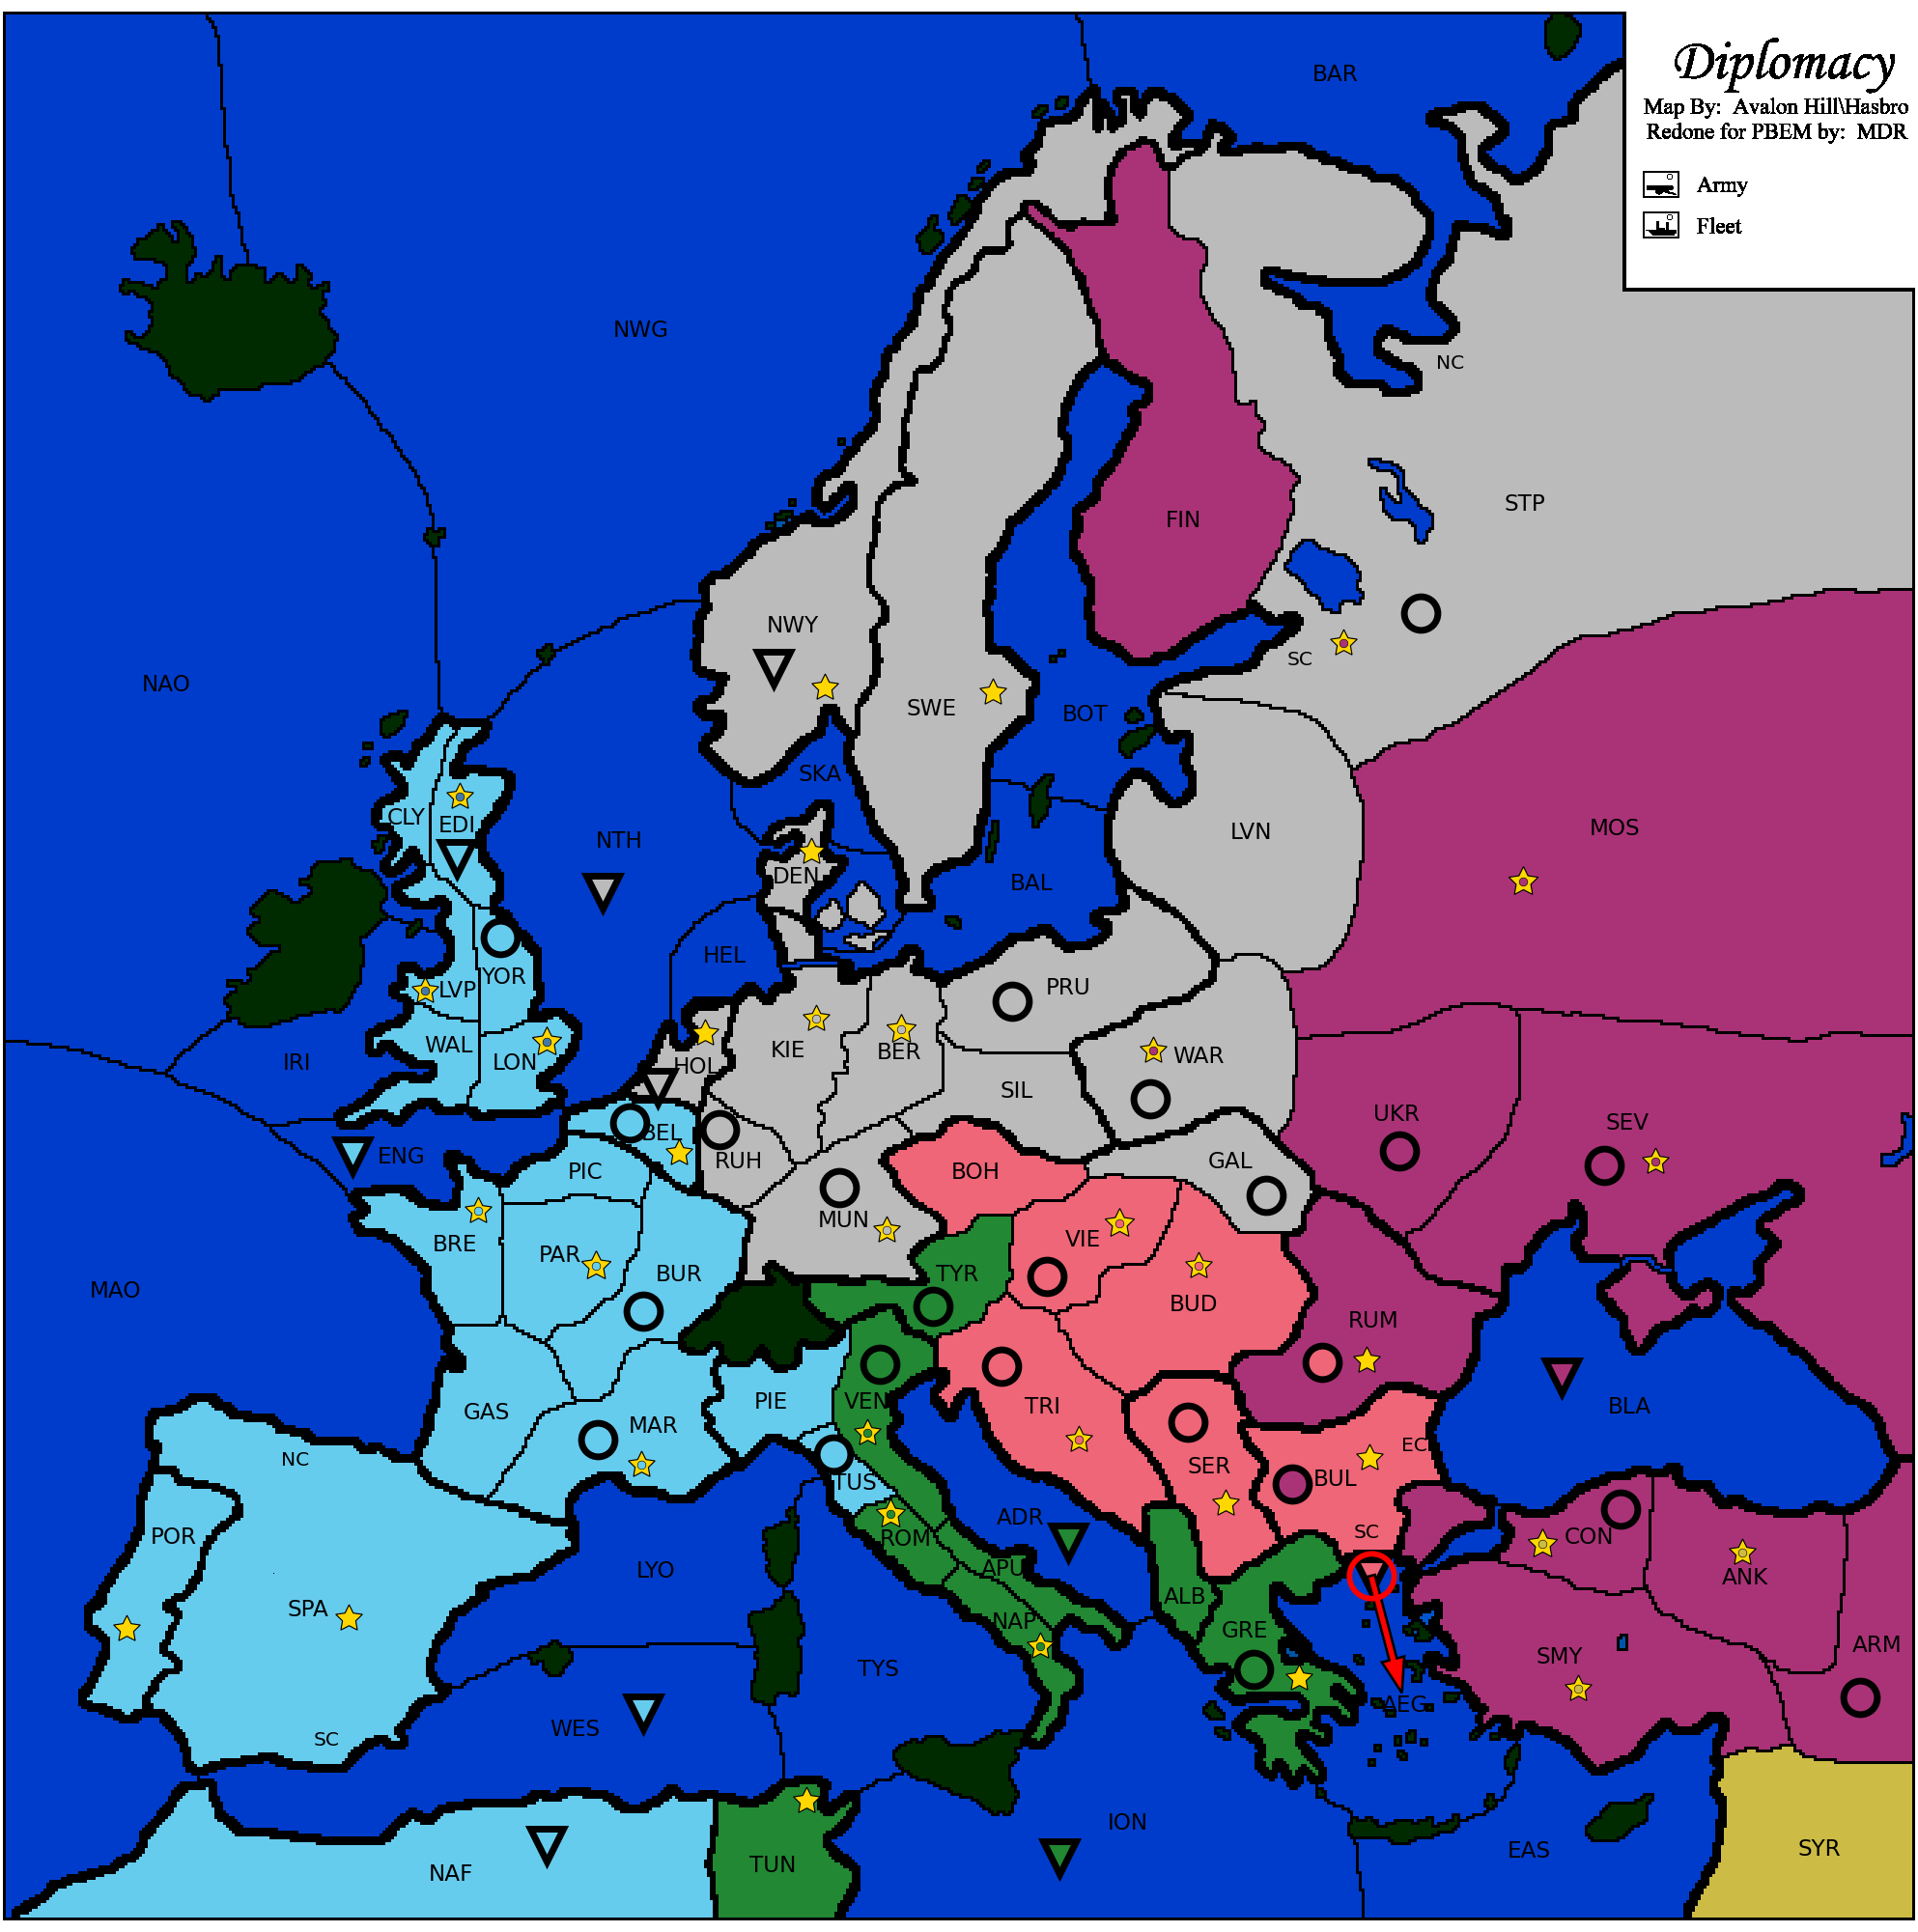 BAR
Diplomacy
Map By: Avalon Hill\Hasbro
Redone for PBEM by: MDR
Army
Fleet
NWG
NC
STP
FIN
NWY
SC
NAO
SWE
BOT
SKA
CLY
EDI
NTH
LVN
MOS
DEN
BAL
HEL
YOR
LVP
PRU
WAL
LON
IRI
KIE
BER
HOL
WAR
SIL
UKR
SEV
BEL
ENG
PIC
RUH
BOH
GAL
MUN
BRE
PAR
BUR
VIE
TYR
MAO
BUD
RUM
GAS
MAR
PIE
VEN
TRI
BLA
NC
EC
SER
TUS
BUL
POR
ADR
SC
CON
ROM
LYO
APU
ANK
SPA
ALB
NAP
GRE
SMY
ARM
TYS
AEG
WES
SC
ION
EAS
SYR
TUN
NAF